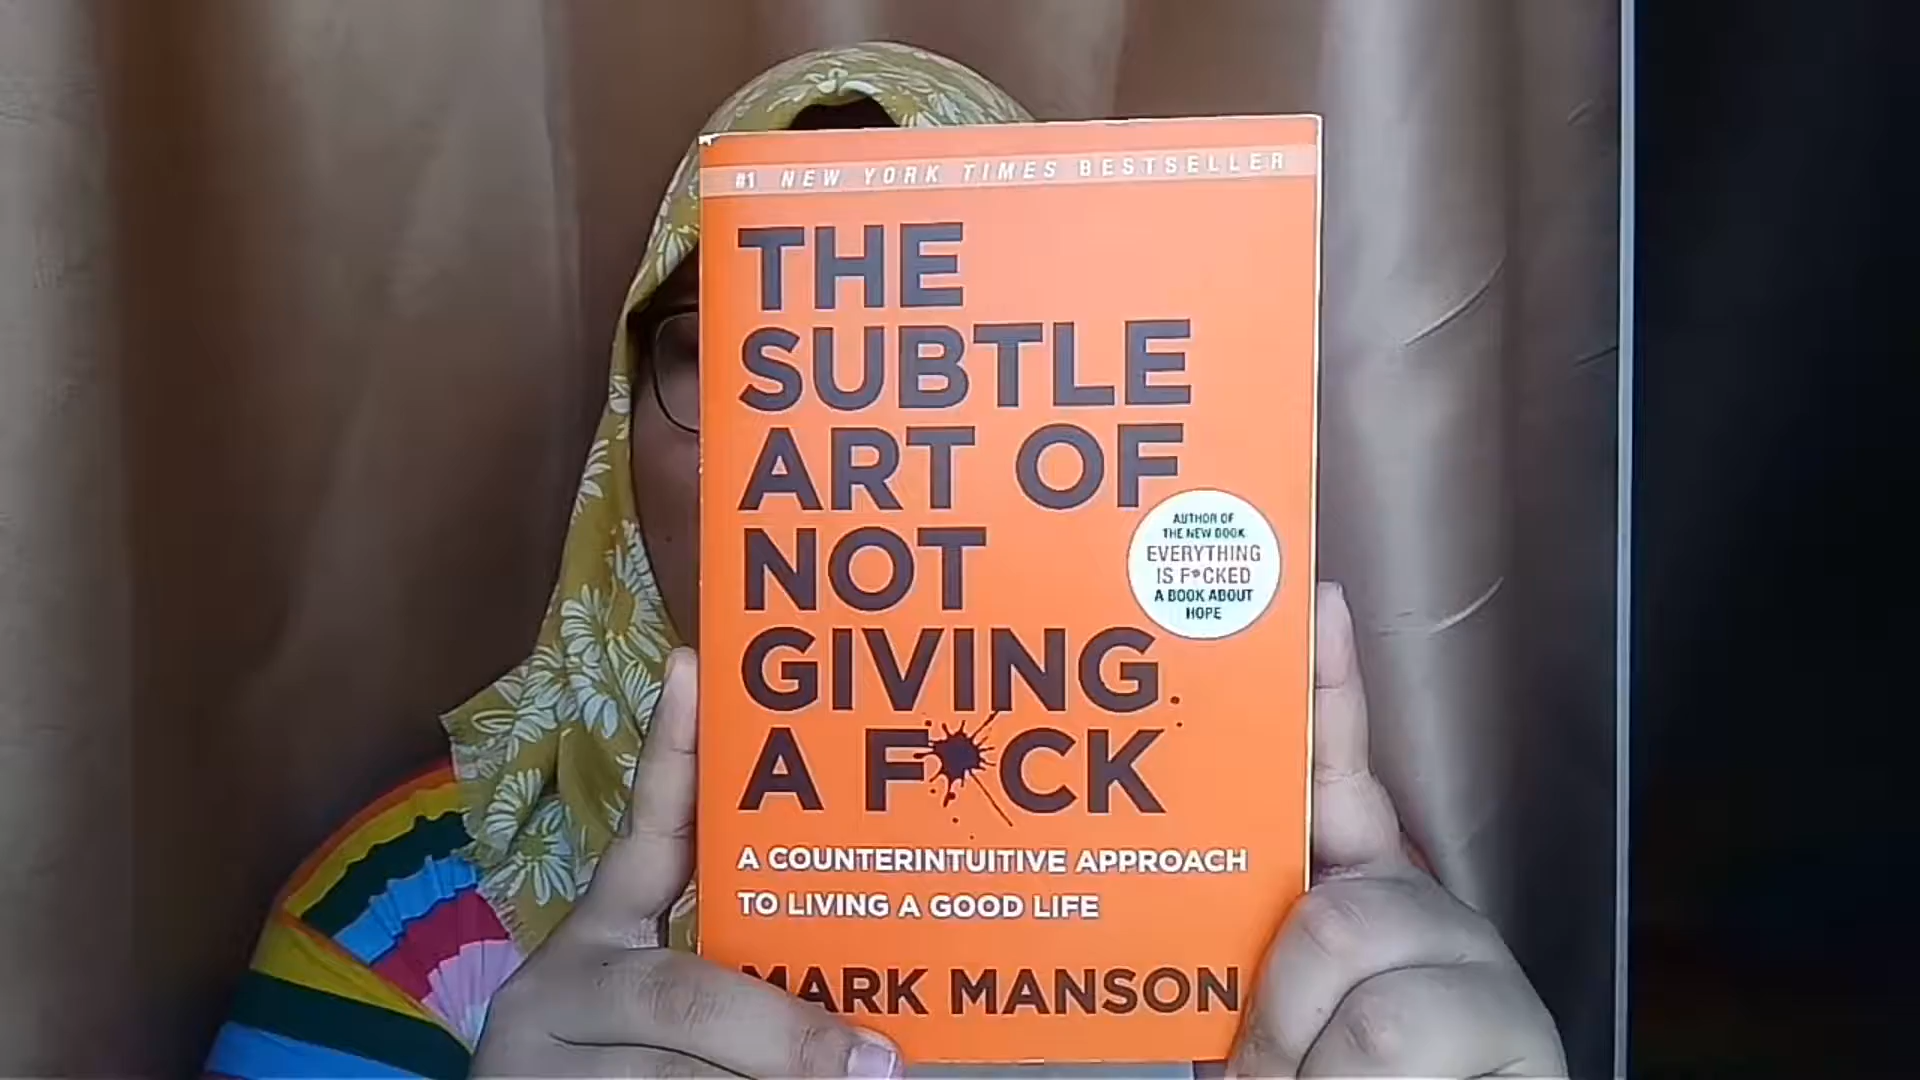 #1 NEW YORK TIMES BESTSELLER
THE
SUBTLE
ART OF
NOT
GIVING
A F*CK
AUTHOR OF
THE NEW BOOK
EVERYTHING
IS F*CKED
A BOOK ABOUT
HOPE
A COUNTERINTUITIVE APPROACH
TO LIVING A GOOD LIFE
MARK MANSON